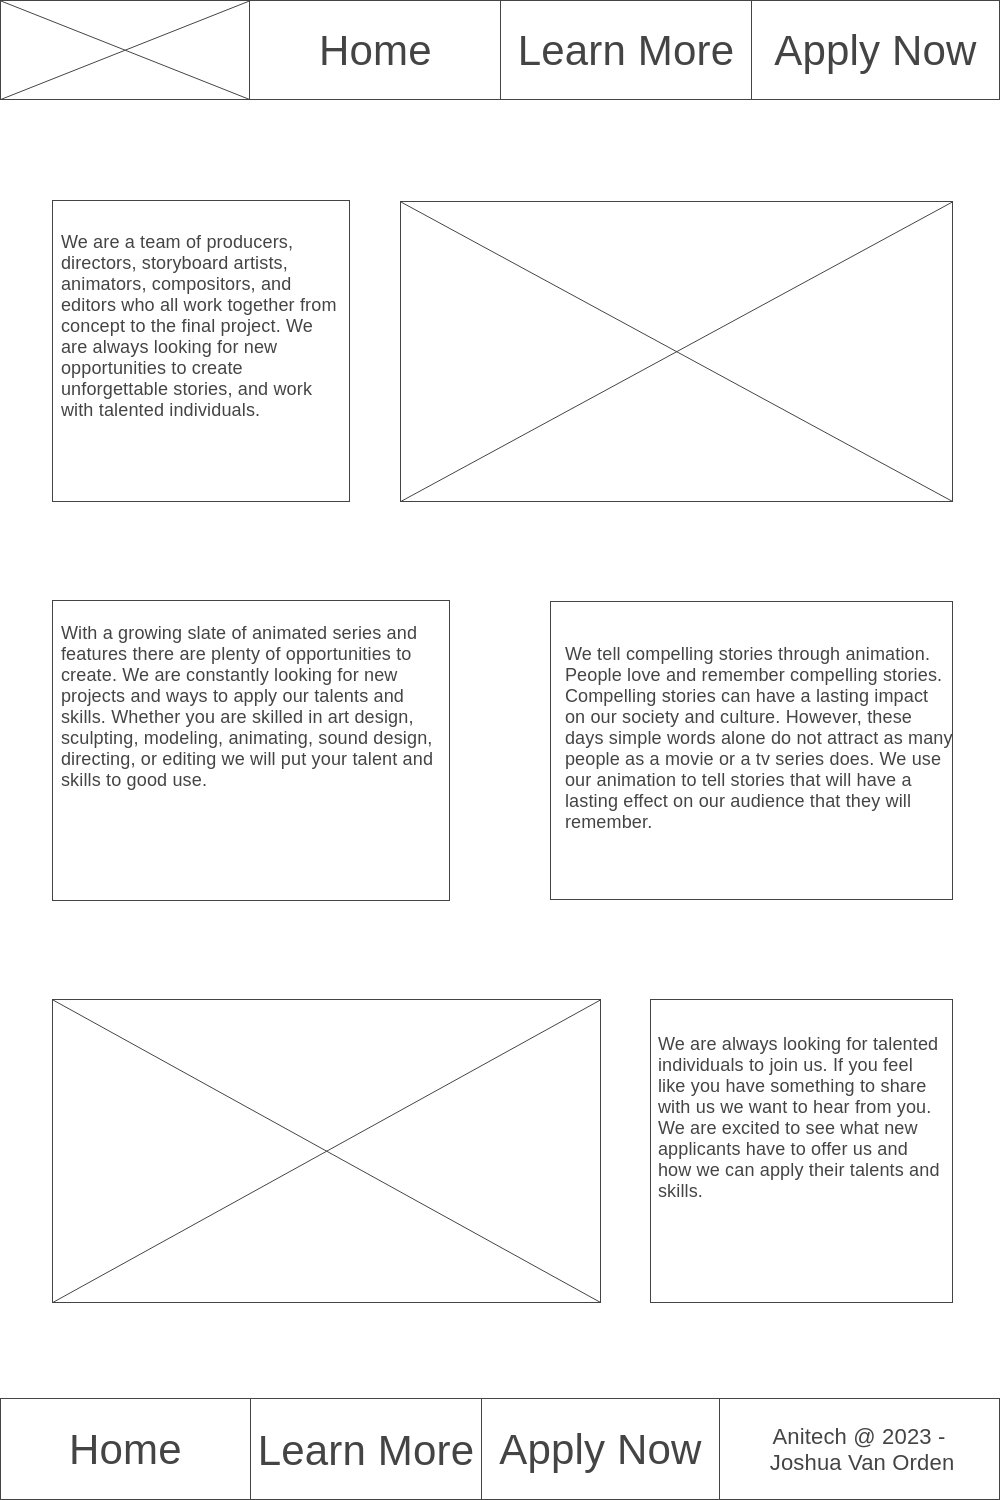 Home
Learn More
Apply Now
We are a team of producers,
directors, storyboard artists,
animators, compositors, and
editors who all work together from
concept to the final project. We
are always looking for new
opportunities to create
unforgettable stories, and work
with talented individuals.
With a growing slate of animated series and
features there are plenty of opportunities to
create. We are constantly looking for new
projects and ways to apply our talents and
skills. Whether you are skilled in art design,
sculpting, modeling, animating, sound design,
directing, or editing we will put your talent and
skills to good use.
We tell compelling stories through animation.
People love and remember compelling stories.
Compelling stories can have a lasting impact
on our society and culture. However, these
days simple words alone do not attract as many
people as a movie or a tv series does. We use
our animation to tell stories that will have a
lasting effect on our audience that they will
remember.
We are always looking for talented
individuals to join us. If you feel
like you have something to share
with us we want to hear from you.
We are excited to see what new
applicants have to offer us and
how we can apply their talents and
skills.
Home
Learn More
Apply Now
Anitech @ 2023 -
Joshua Van Orden